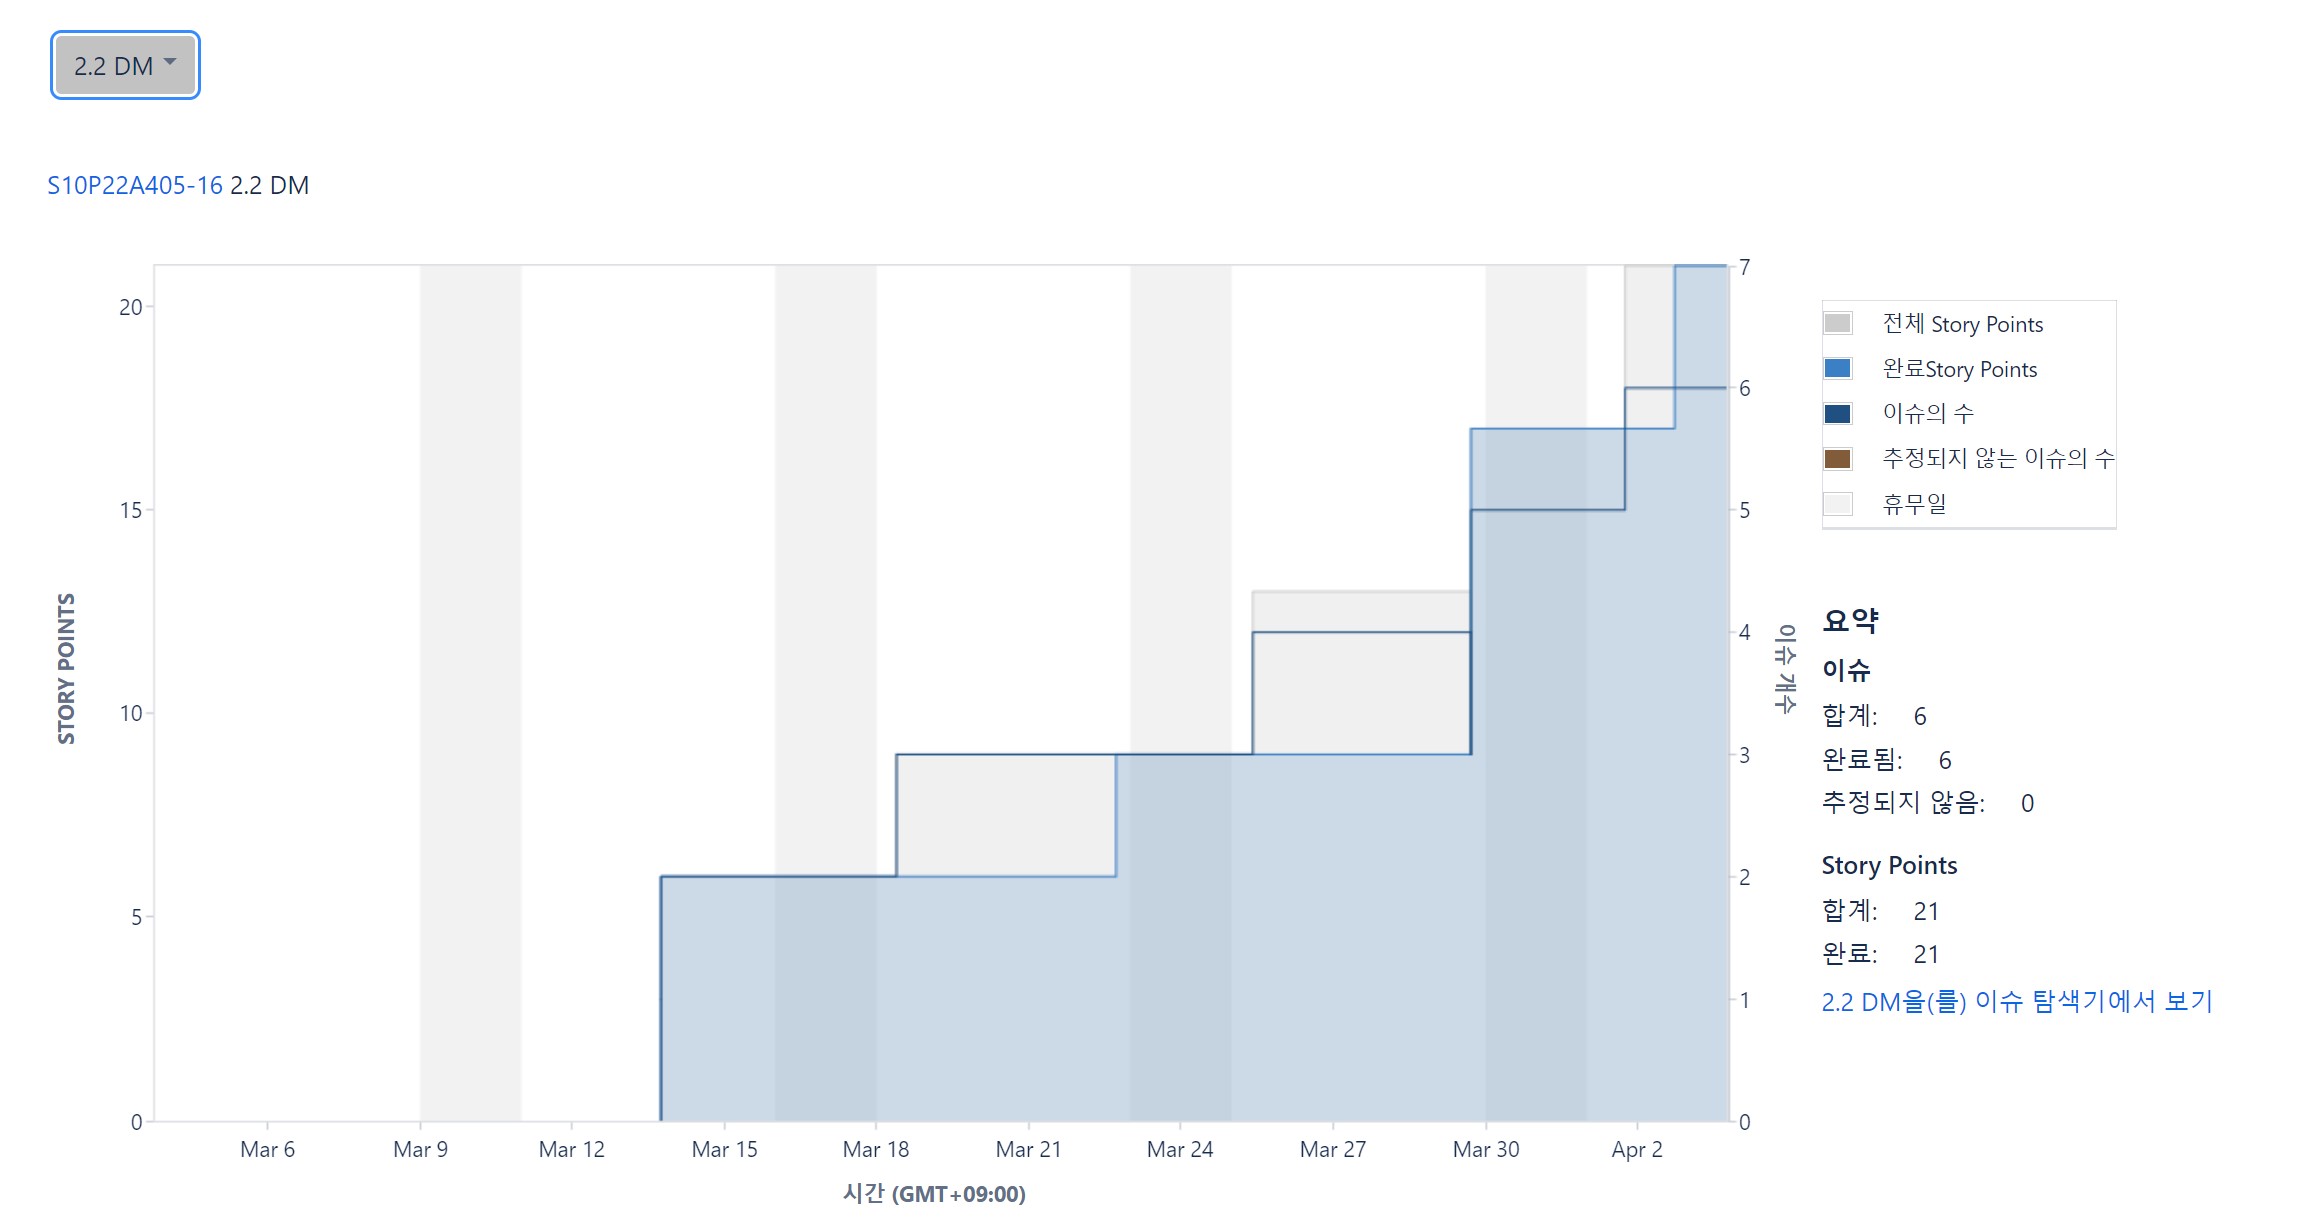 2.2 DM
S10P22A405-16 2.2 DM
STORY POINTS
20
15
10
5
0
7
6
5
4
3
2
1
0
이슈 개수
Mar 6
Mar 9
Mar 12
Mar 15
Mar 18
Mar 21
Mar 24
Mar 27
Mar 30
Apr 2
시간 (GMT+09:00)
전체 Story Points
완료Story Points
이슈의 수
추정되지 않는 이슈의 수
휴무일
요약
이슈
합계: 6
완료됨: 6
추정되지 않음: 0
Story Points
합계: 21
완료: 21
2.2 DM을(를) 이슈 탐색기에서 보기